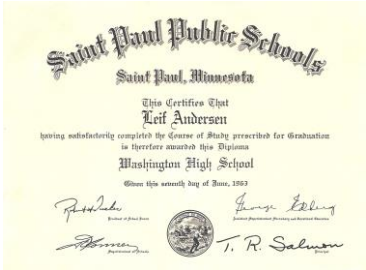 Saint Paul Public Schools
Saint Paul, Minnesota
This Certifies That
Leif Andersen
having satisfactorily completed the Course of Study prescribed for Graduation
is therefore awarded this Diploma
Washington High School
Given this seventh day of June, 1963
T. R. Salmon
Principal